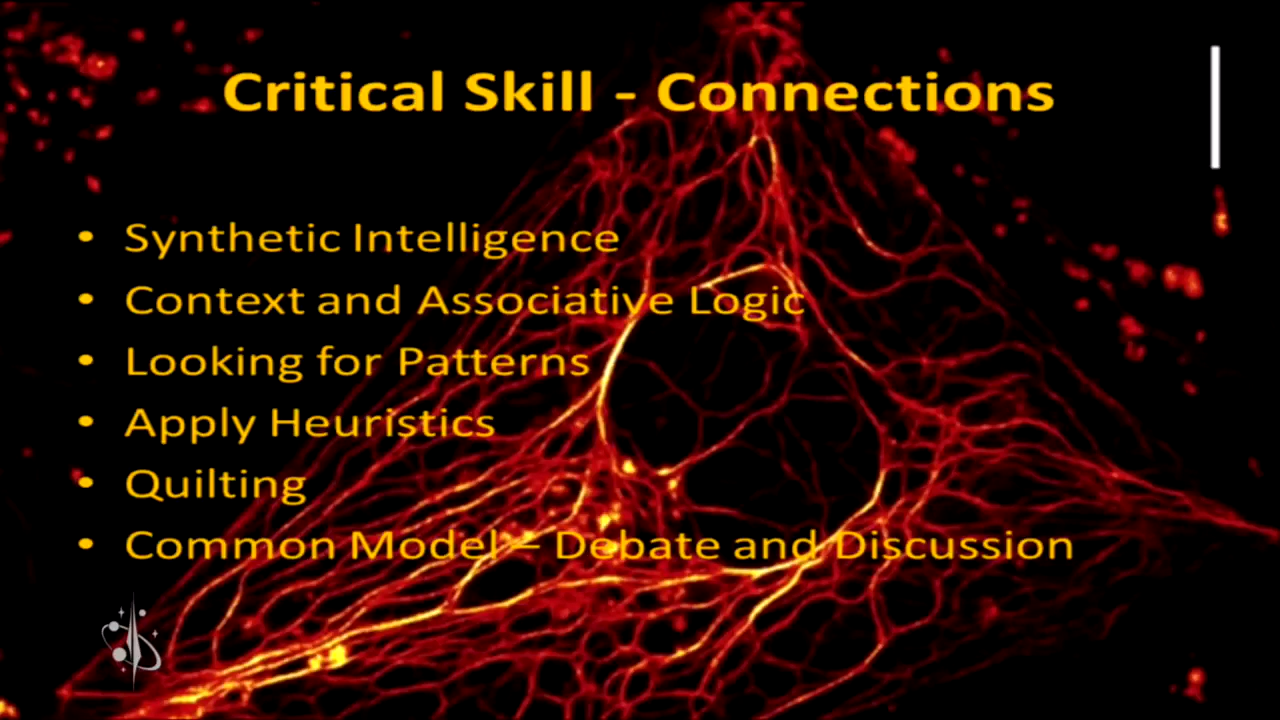 Critical Skill - Connections
• Synthetic Intelligence
• Context and Associative Logic
• Looking for Patterns
• Apply Heuristics
• Quilting
• Common Model – Debate and Discussion